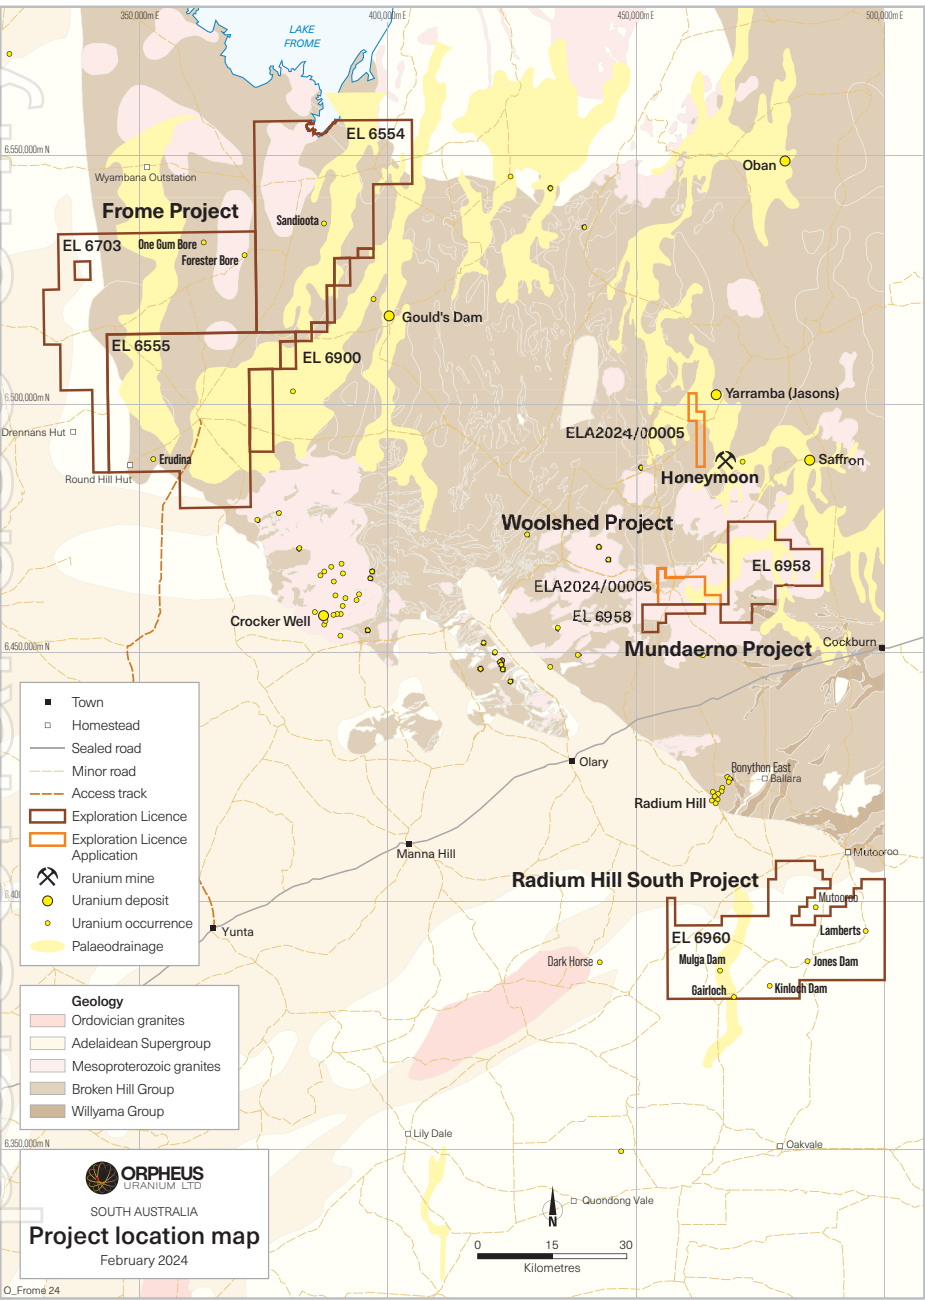 350,000m E
400,000m E
450,000m E
500,000m E
LAKE
FROME
EL 6554
6,550,000m N
Oban
Wyambana Outstation
Frome Project
Sandioota
EL 6703
One Gum Bore
Forester Bore
Gould's Dam
EL 6555
EL 6900
6,500,000m N
Yarramba (Jasons)
Drennans Hut
ELA2024/00005
Erudina
Saffron
Round Hill Hut
Honeymoon
Woolshed Project
EL 6958
ELA2024/00005
EL 6958
Crocker Well
Mundaerno Project
Cockburn
6,450,000m N
Town
Homestead
Sealed road
Minor road
Access track
Exploration Licence
Exploration Licence
Application
Uranium mine
Uranium deposit
Uranium occurrence
Palaeodrainage
Olary
Bonython East
Ballara
Radium Hill
Manna Hill
Mutooroo
Radium Hill South Project
Mutooroo
6,40
Yunta
Lamberts
EL 6960
Mulga Dam
Dark Horse
Jones Dam
Gairloch
Kinloch Dam
Geology
Ordovician granites
Adelaidean Supergroup
Mesoproterozoic granites
Broken Hill Group
Willyama Group
Lily Dale
6,350,000m N
Oakvale
ORPHEUS
URANIUM LTD
SOUTH AUSTRALIA
Project location map
February 2024
Quondong Vale
N
0
15
30
Kilometres
O_Frome 24